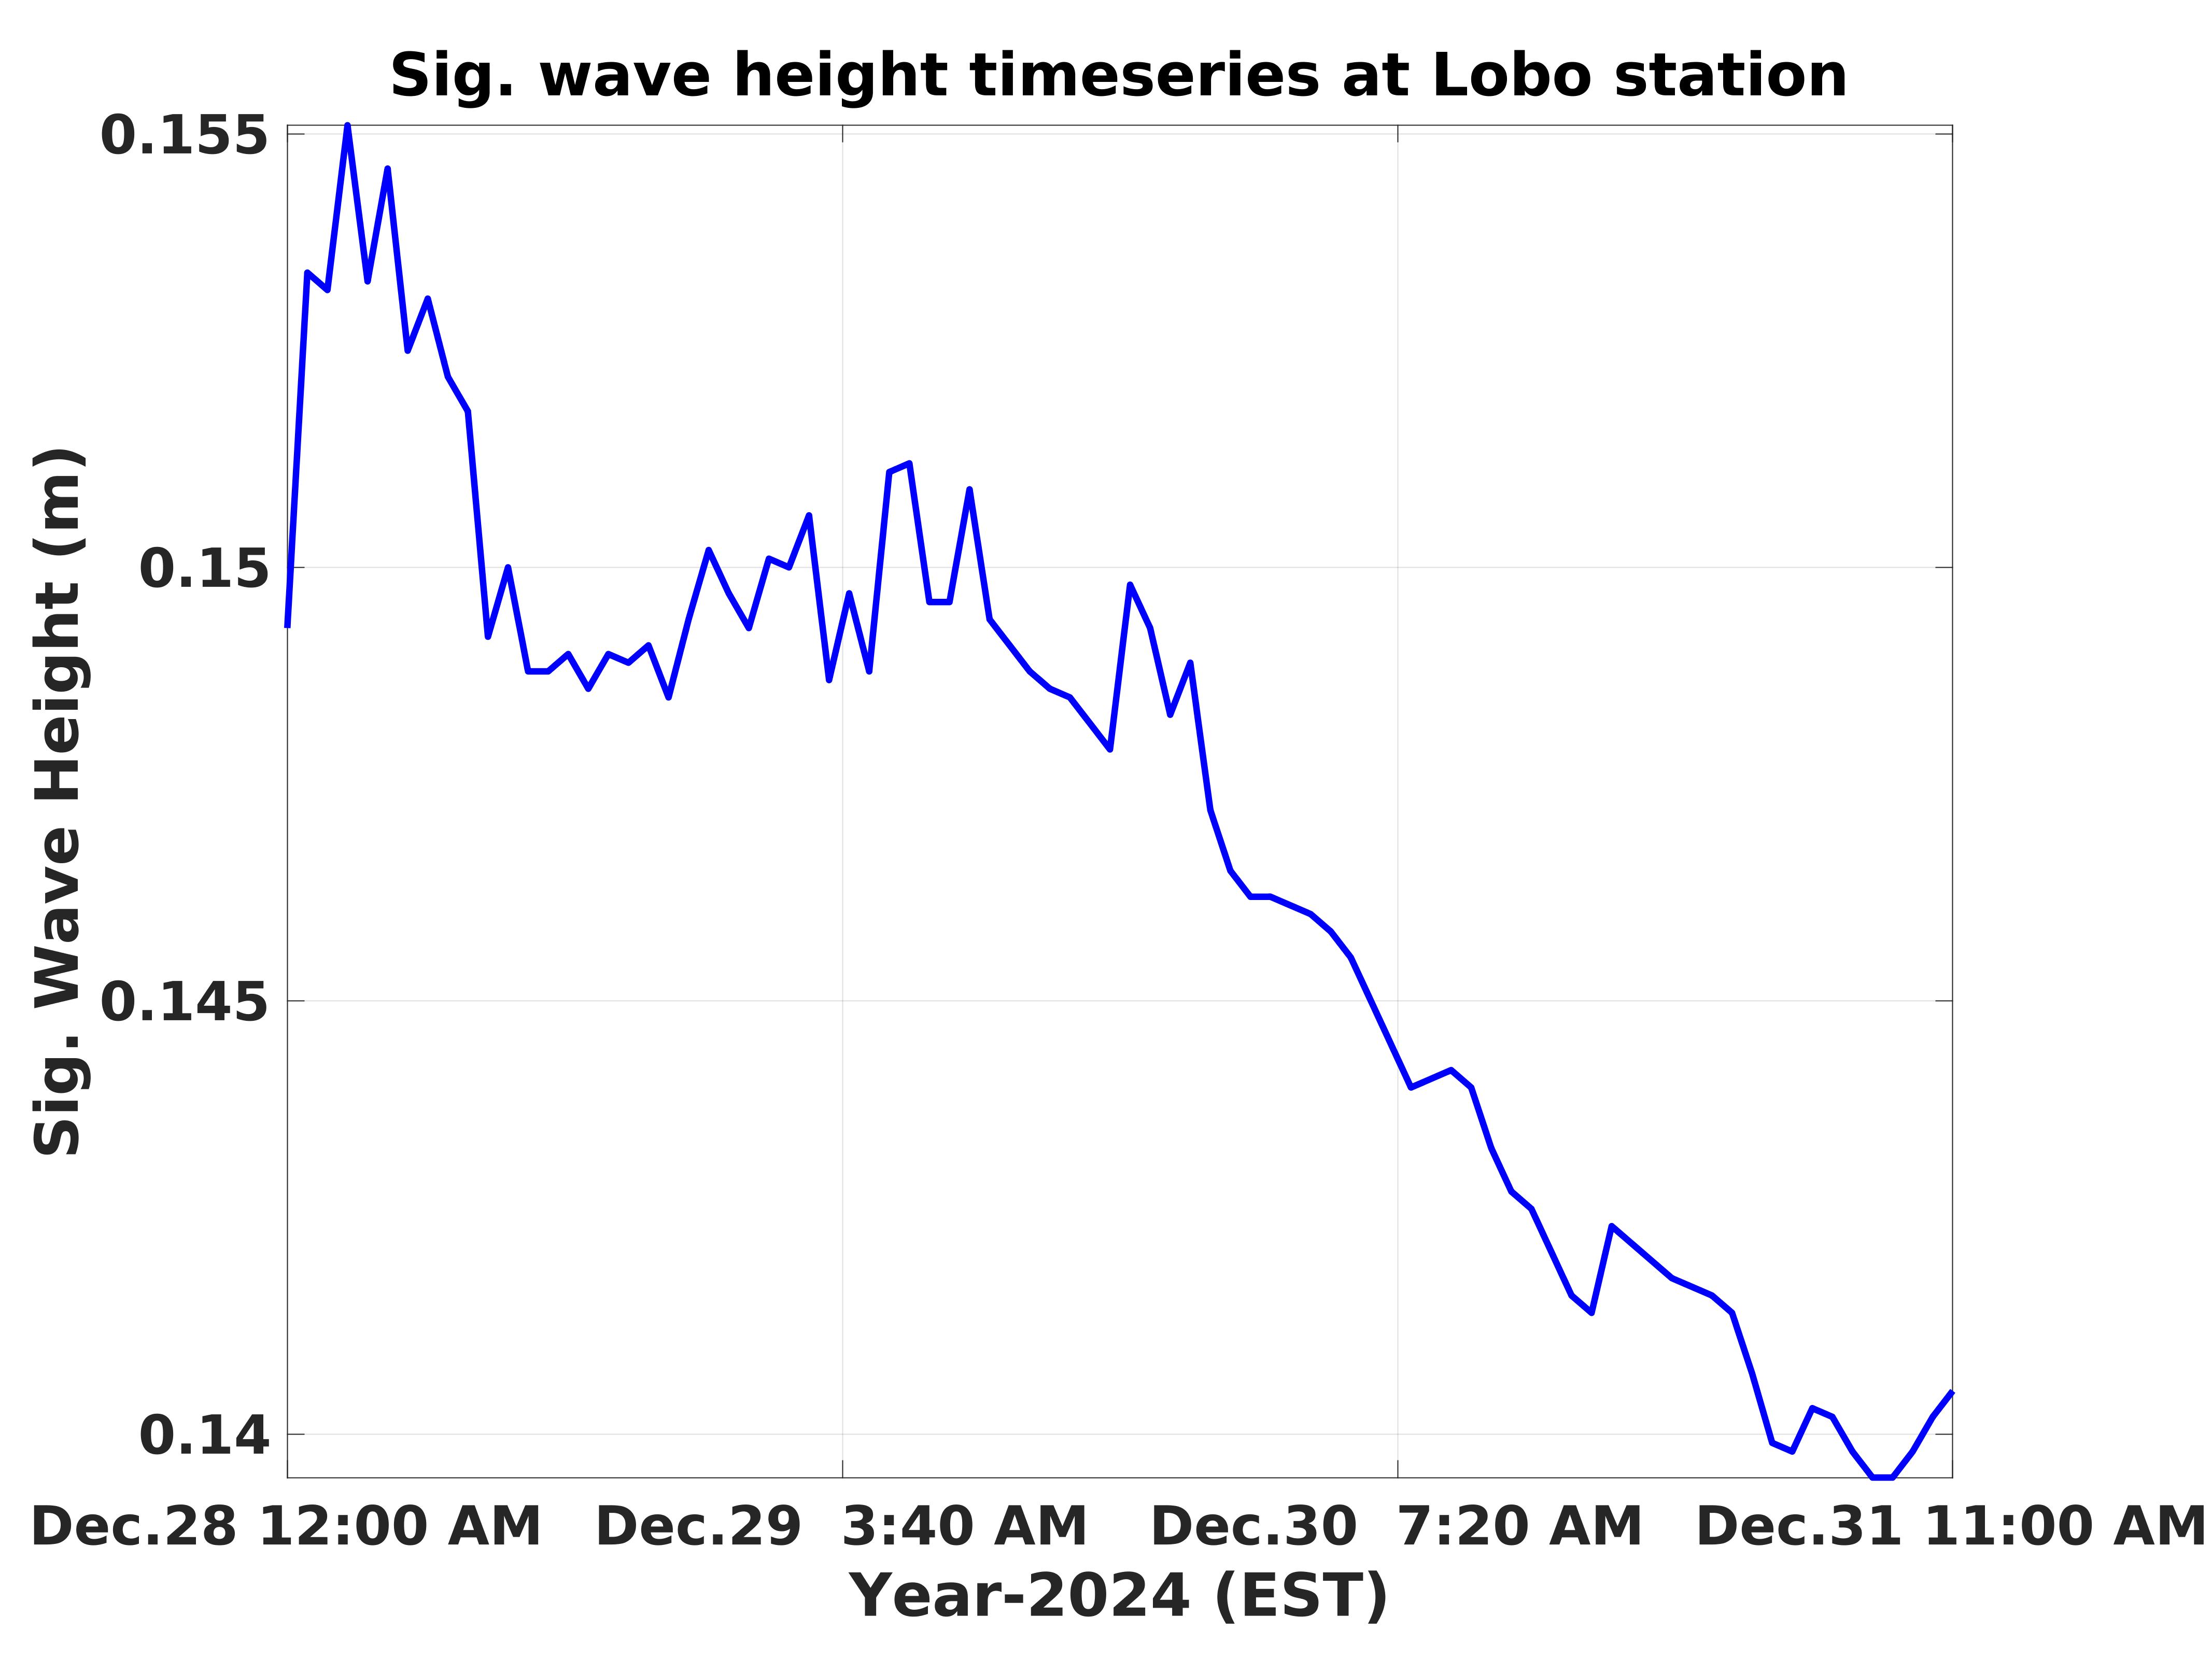 Sig. wave height timeseries at Lobo station
Sig. Wave Height (m)
0.155
0.15
0.145
0.14
Dec.28 12:00 AM Dec.29 3:40 AM Dec.30 7:20 AM Dec.31 11:00 AM
Year-2024 (EST)